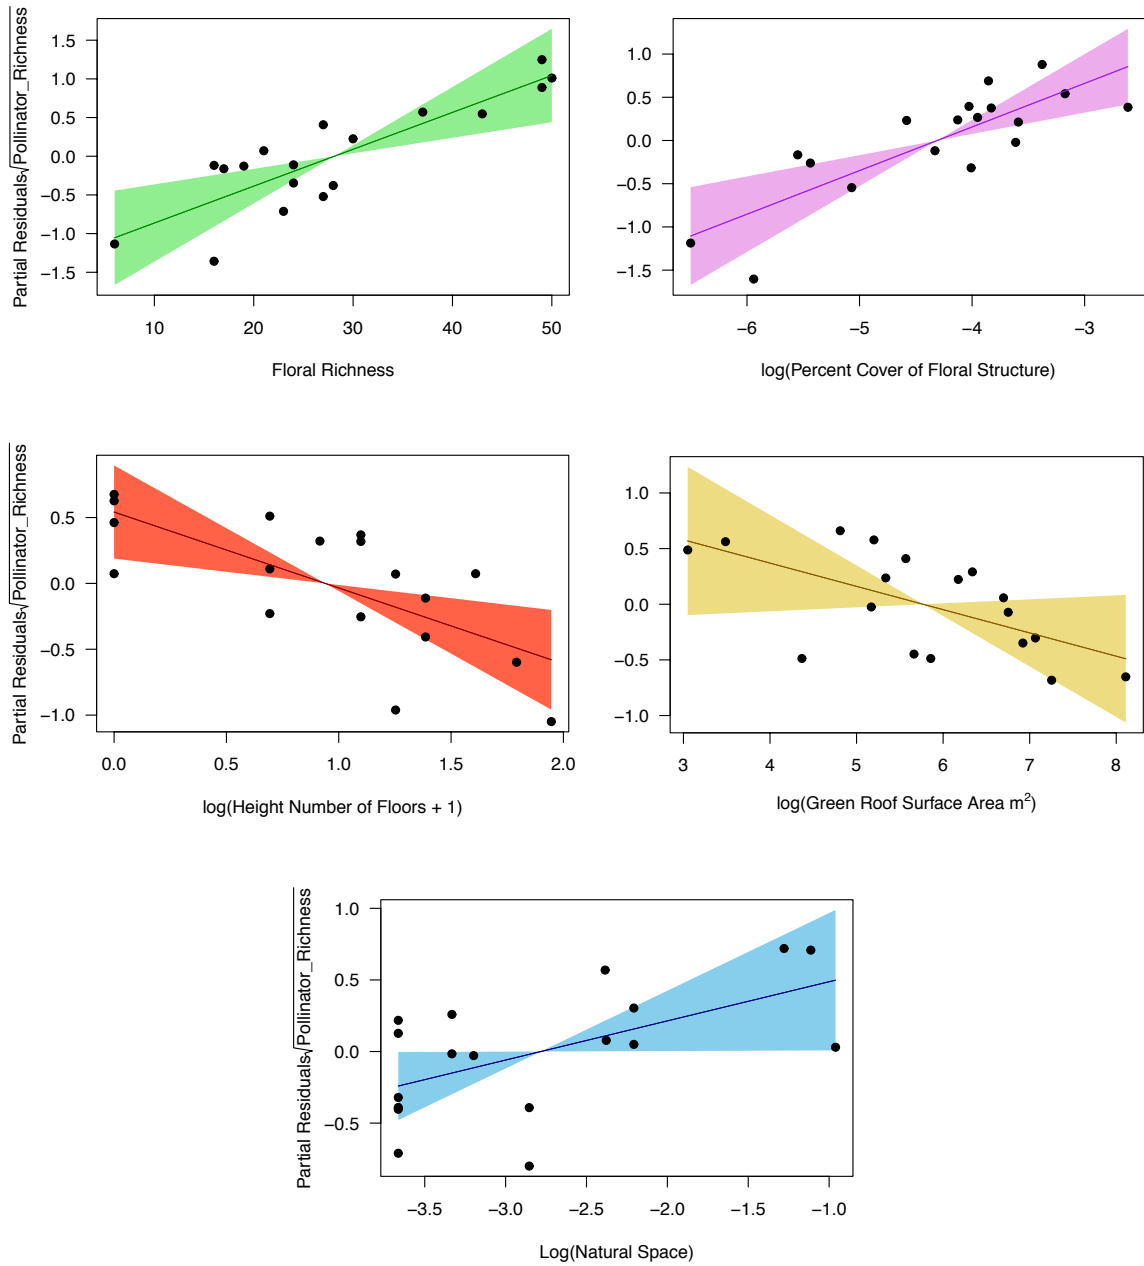 Partial Residuals√Pollinator_Richness
1.5
1.0
0.5
0.0
−0.5
−1.0
−1.5
10 20 30 40 50
Floral Richness
1.0
0.5
0.0
−0.5
−1.0
−1.5
−6 −5 −4 −3
log(Percent Cover of Floral Structure)
Partial Residuals√Pollinator_Richness
0.5
0.0
−0.5
−1.0
0.0 0.5 1.0 1.5 2.0
log(Height Number of Floors + 1)
1.0
0.5
0.0
−0.5
−1.0
3 4 5 6 7 8
log(Green Roof Surface Area m²)
Partial Residuals√Pollinator_Richness
1.0
0.5
0.0
−0.5
−3.5 −3.0 −2.5 −2.0 −1.5 −1.0
Log(Natural Space)